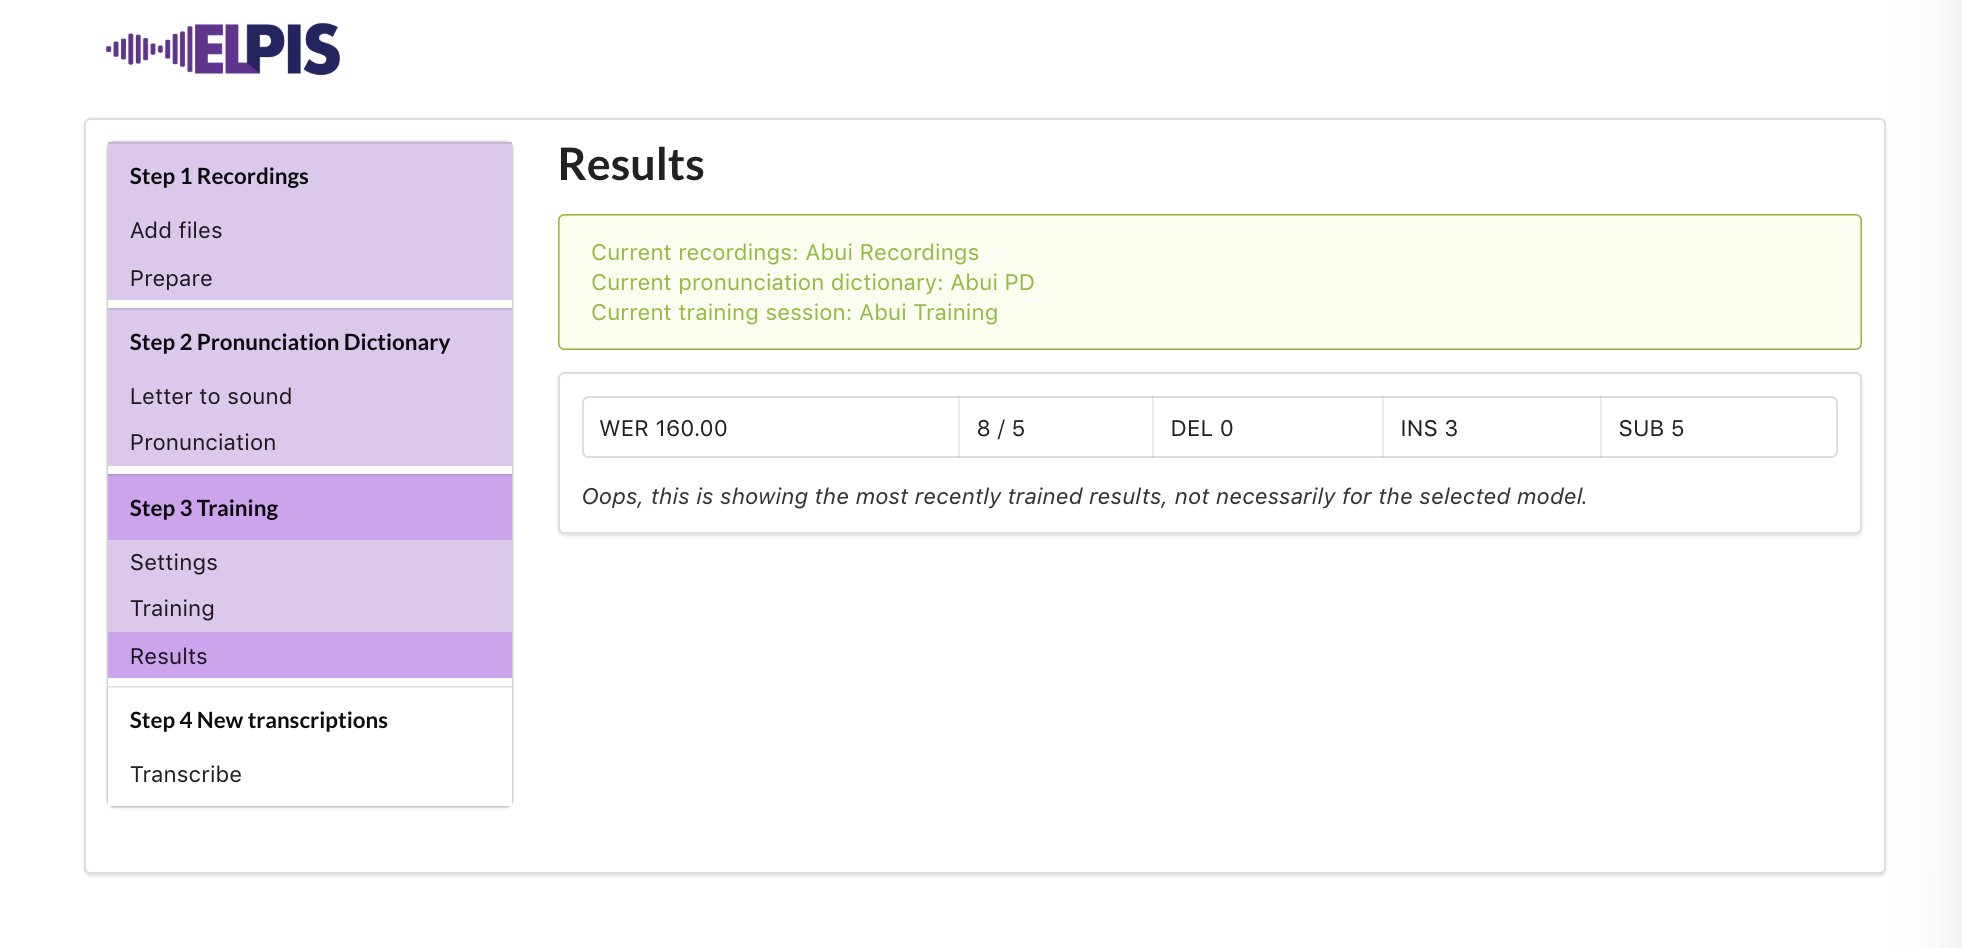 ELPIS
Step 1 Recordings
Add files
Prepare
Step 2 Pronunciation Dictionary
Letter to sound
Pronunciation
Step 3 Training
Settings
Training
Results
Step 4 New transcriptions
Transcribe
Results
Current recordings: Abui Recordings
Current pronunciation dictionary: Abui PD
Current training session: Abui Training
WER 160.00 8 / 5 DEL 0 INS 3 SUB 5
Oops, this is showing the most recently trained results, not necessarily for the selected model.